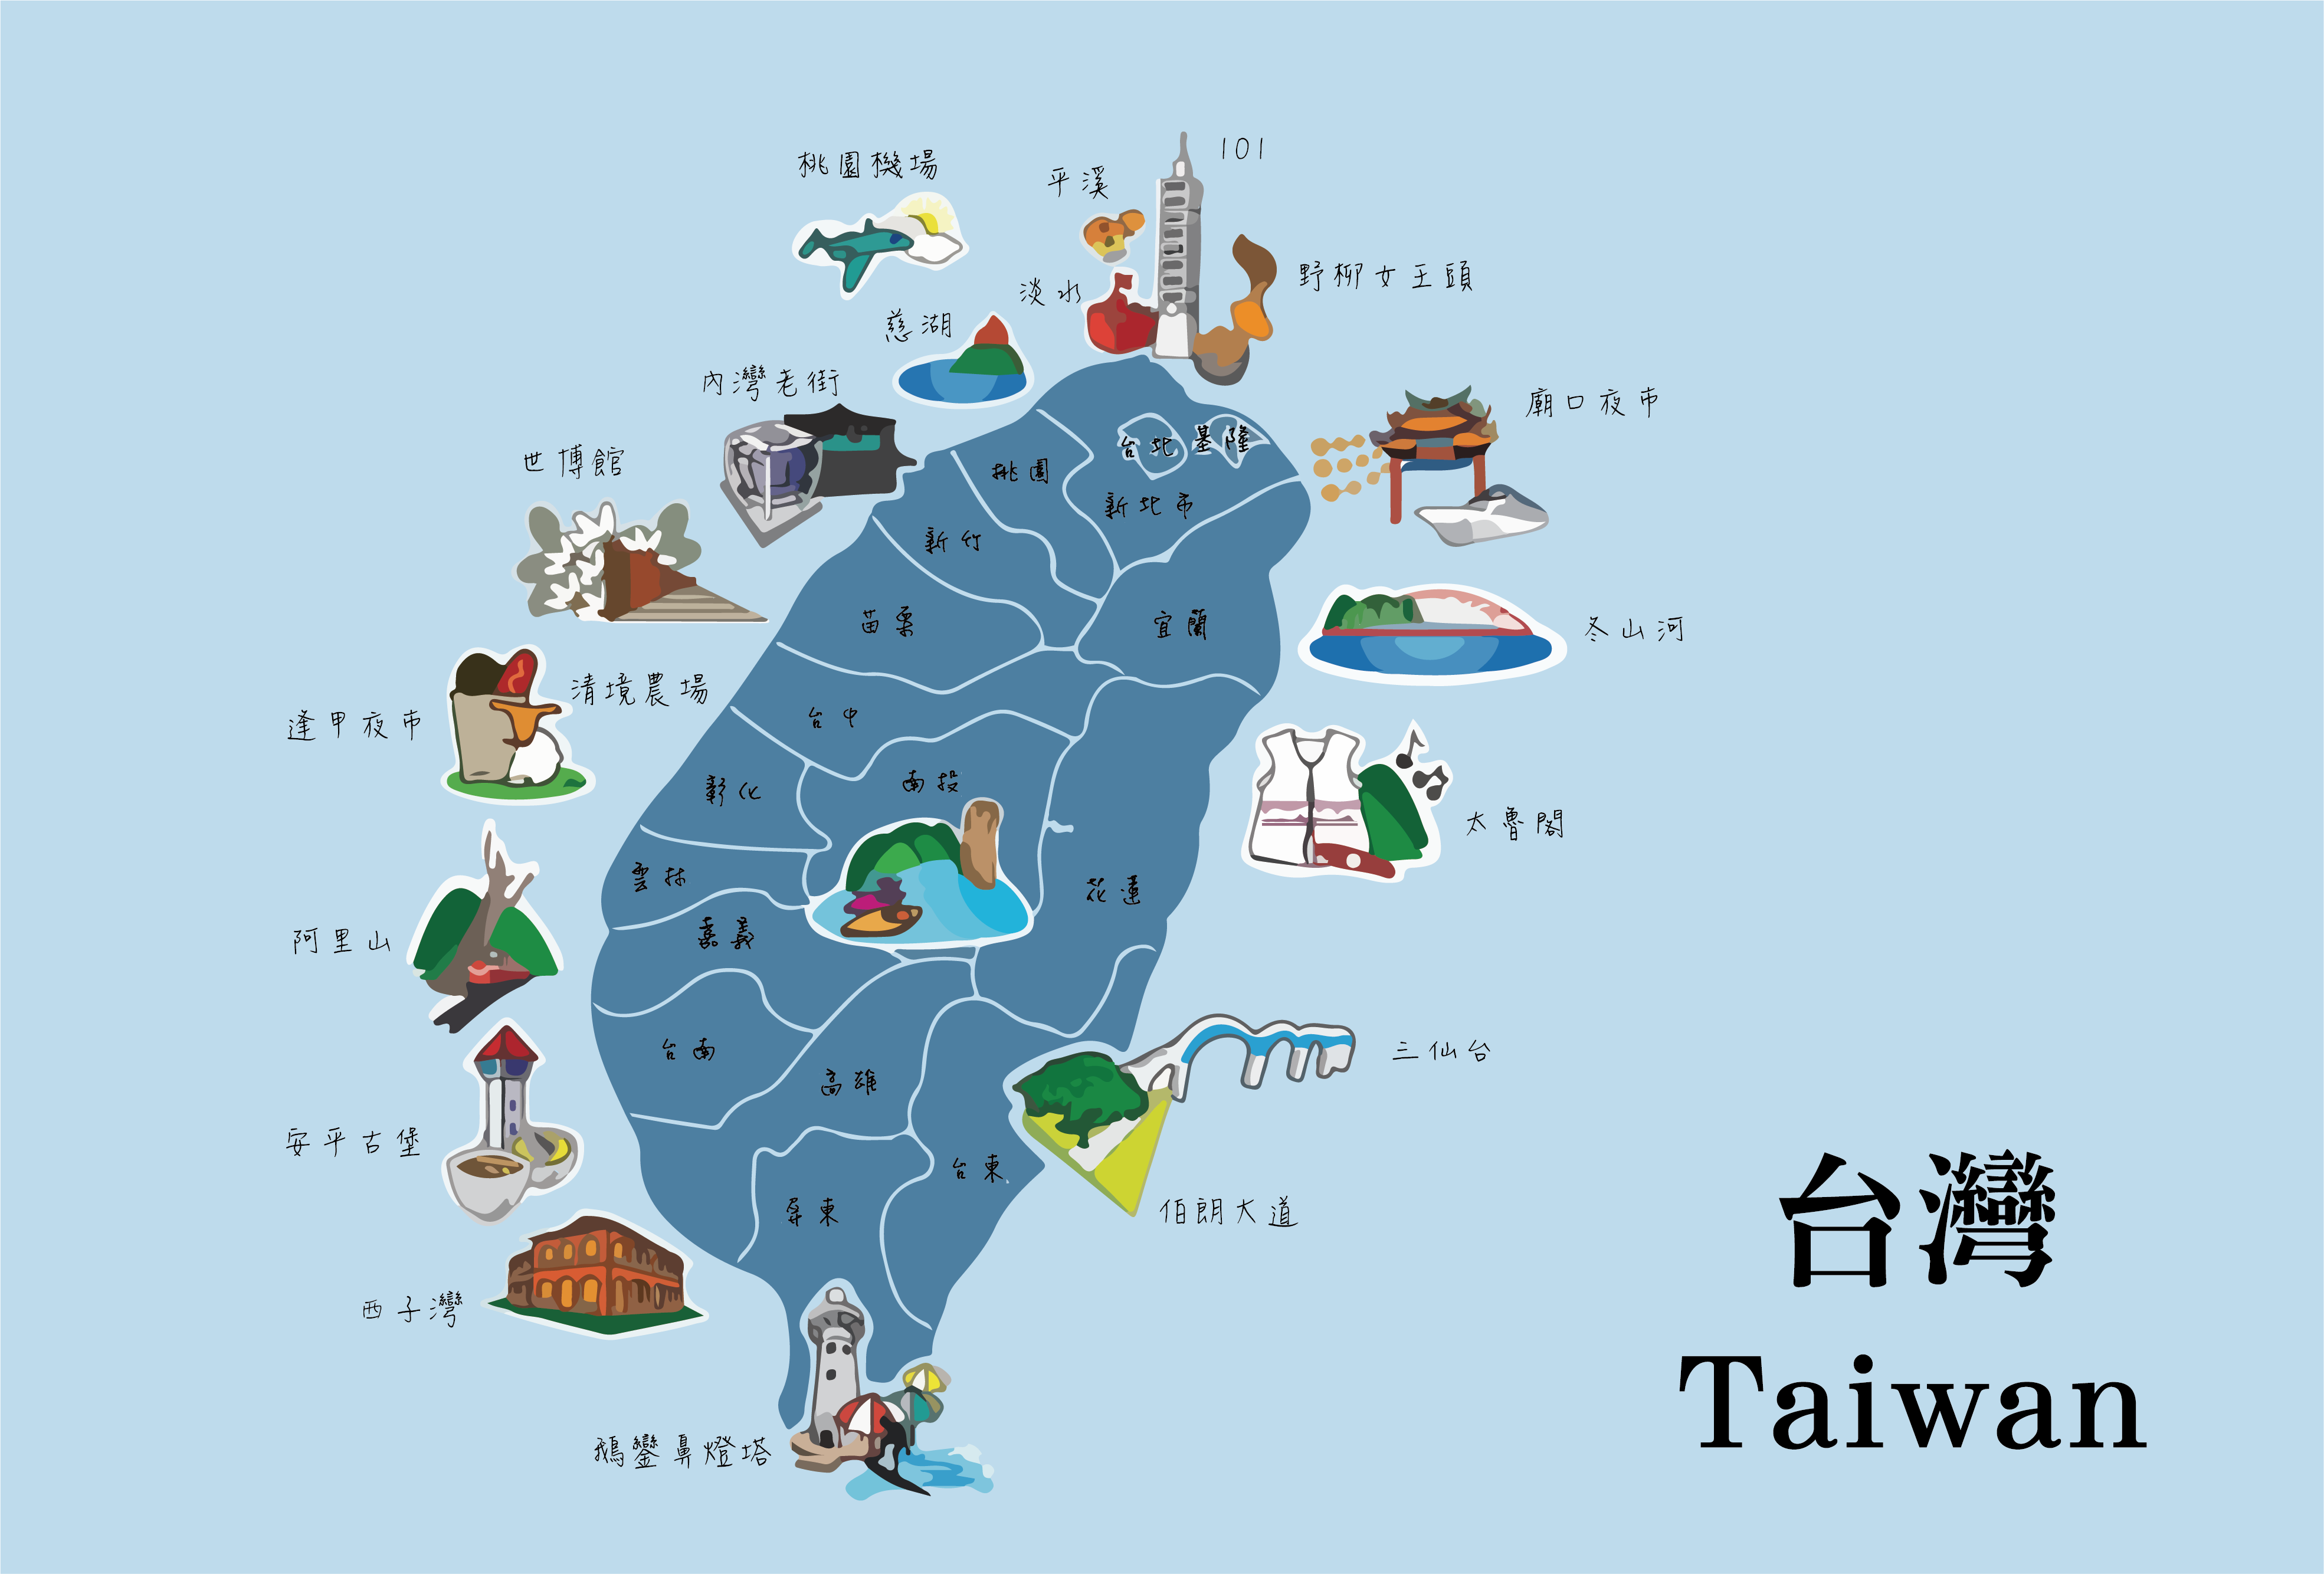 101
桃園機場
平溪
野柳女王頭
淡水
慈湖
內灣老街
廟口夜市
台北
基隆
世博館
桃園
新北市
新竹
苗栗
宜蘭
冬山河
清境農場
逢甲夜市
台中
南投
彰化
太魯閣
雲林
花蓮
嘉義
阿里山
台南
三仙台
高雄
安平古堡
台東
屏東
伯朗大道
西子灣
鵝鑾鼻燈塔
台灣
Taiwan